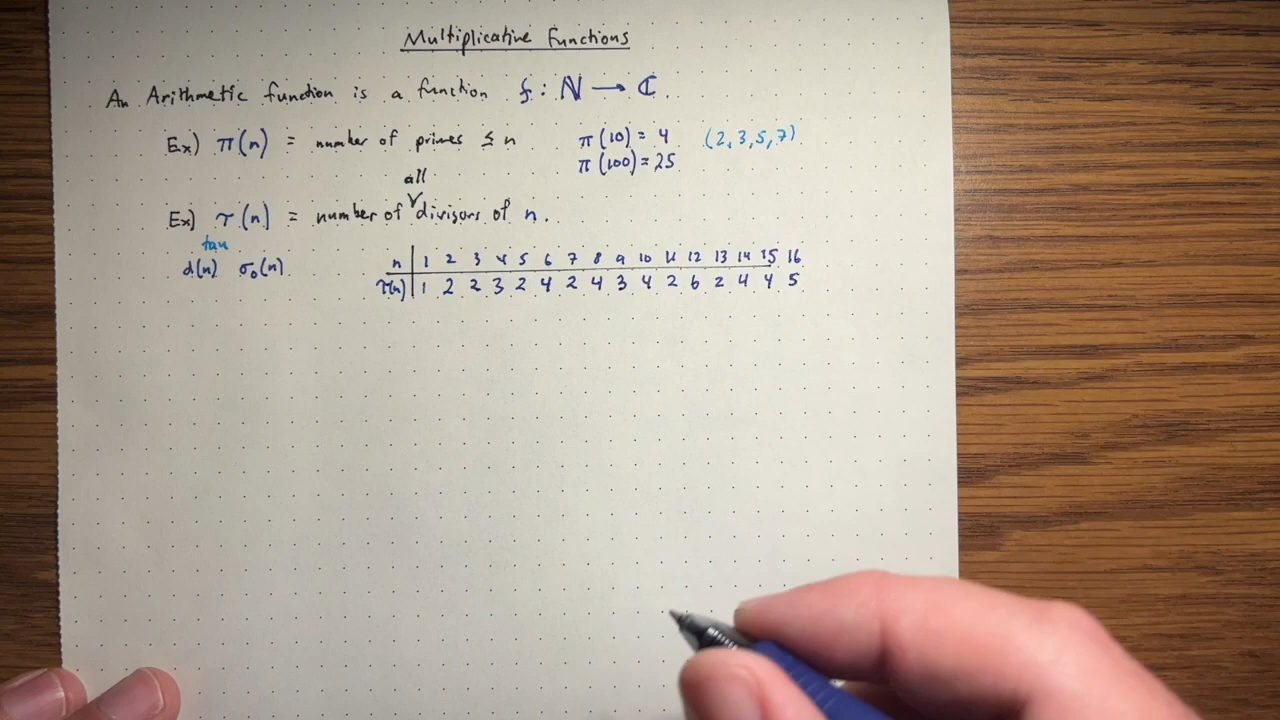 Multiplicative Functions
An Arithmetic function is a function f : ℕ → ℂ.
Ex) π(n) = number of primes ≤ n π(10) = 4 (2,3,5,7)
π(100) = 25
all
Ex) τ(n) = number of divisors of n.
tau
d(n) σ₀(n)
n 1 2 3 4 5 6 7 8 9 10 11 12 13 14 15 16
τ(n) 1 2 2 3 2 4 2 4 3 4 2 6 2 4 4 5